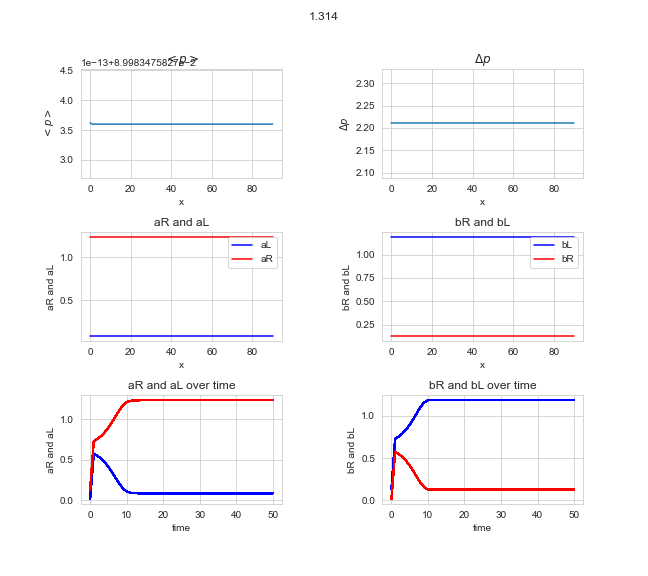 1.314
< p >
1e−13+8.9983475827e−2
4.5
4.0
3.5
3.0
< p >
0 20 40 60 80
x
Δp
2.30
2.25
2.20
2.15
2.10
Δp
0 20 40 60 80
x
aR and aL
1.0
0.5
aR and aL
aL
aR
0 20 40 60 80
x
bR and bL
1.00
0.75
0.50
0.25
bR and bL
bL
bR
0 20 40 60 80
x
aR and aL over time
1.0
0.5
0.0
aR and aL
0 10 20 30 40 50
time
bR and bL over time
1.0
0.5
0.0
bR and bL
0 10 20 30 40 50
time